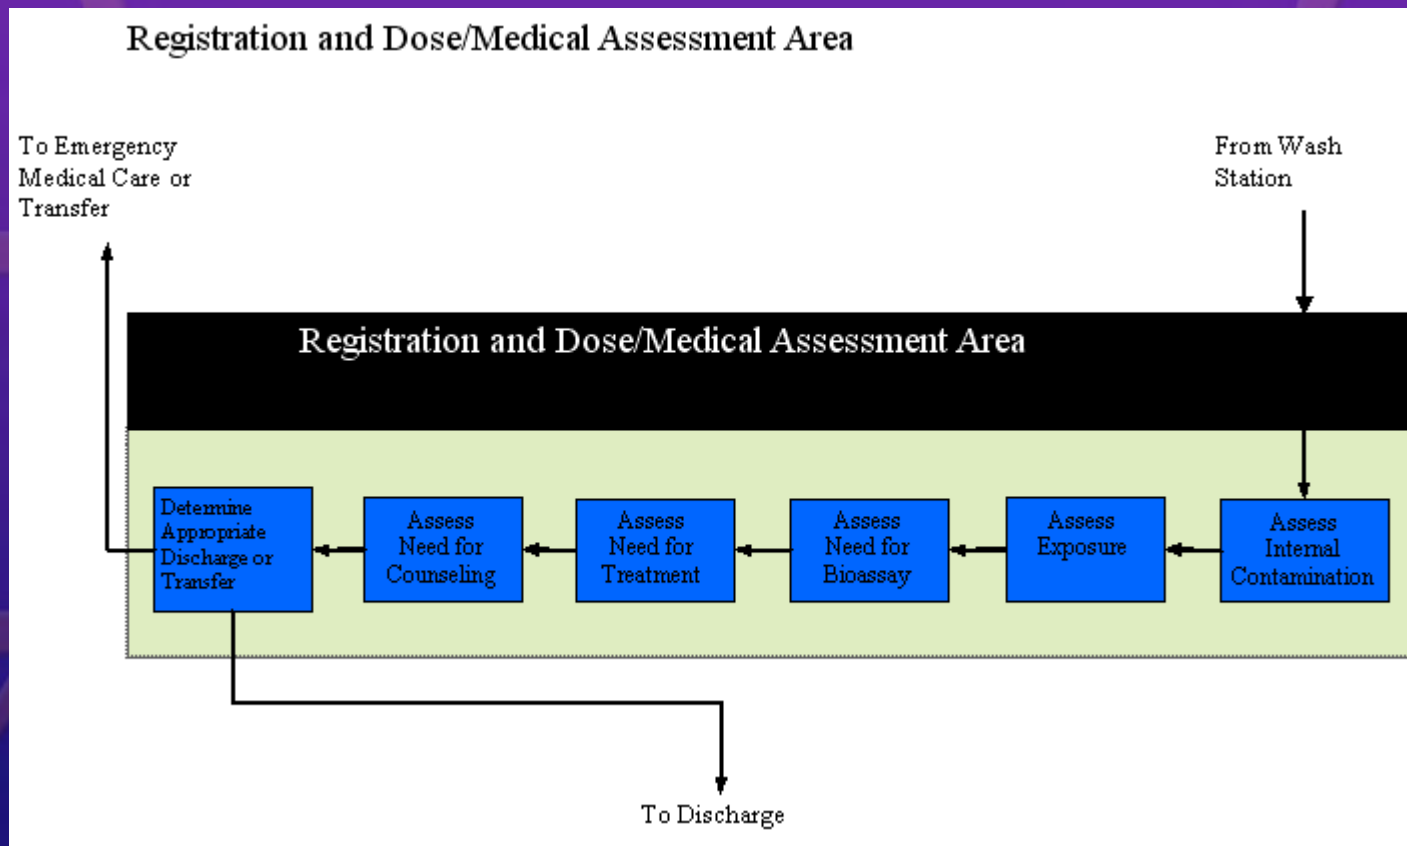 Registration and Dose/Medical Assessment Area
To Emergency
Medical Care or
Transfer
From Wash
Station
Registration and Dose/Medical Assessment Area
Determine
Appropriate
Discharge or
Transfer
Assess
Need for
Counseling
Assess
Need for
Treatment
Assess
Need for
Bioassay
Assess
Exposure
Assess
Internal
Contamination
To Discharge